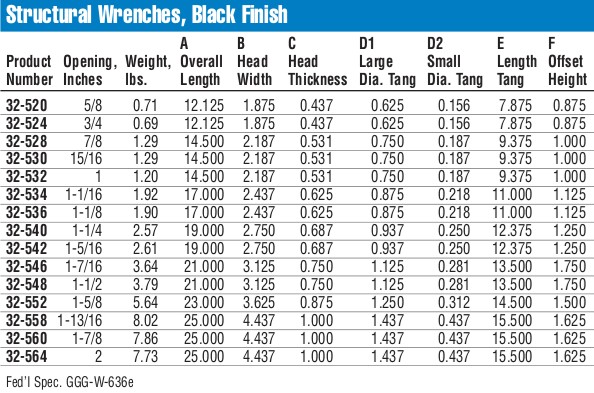 Structural Wrenches, Black Finish
A B C D1 D2 E F
Product Opening, Weight, Overall Head Head Large Small Length Offset
Number Inches lbs. Length Width Thickness Dia. Tang Dia. Tang Tang Height
32-520 5/8 0.71 12.125 1.875 0.437 0.625 0.156 7.875 0.875
32-524 3/4 0.69 12.125 1.875 0.437 0.625 0.156 7.875 0.875
32-528 7/8 1.29 14.500 2.187 0.531 0.750 0.187 9.375 1.000
32-530 15/16 1.29 14.500 2.187 0.531 0.750 0.187 9.375 1.000
32-532 1 1.20 14.500 2.187 0.531 0.750 0.187 9.375 1.000
32-534 1-1/16 1.92 17.000 2.437 0.625 0.875 0.218 11.000 1.125
32-536 1-1/8 1.90 17.000 2.437 0.625 0.875 0.218 11.000 1.125
32-540 1-1/4 2.57 19.000 2.750 0.687 0.937 0.250 12.375 1.250
32-542 1-5/16 2.61 19.000 2.750 0.687 0.937 0.250 12.375 1.250
32-546 1-7/16 3.64 21.000 3.125 0.750 1.125 0.281 13.500 1.750
32-548 1-1/2 3.79 21.000 3.125 0.750 1.125 0.281 13.500 1.750
32-552 1-5/8 5.64 23.000 3.625 0.875 1.250 0.312 14.500 1.500
32-558 1-13/16 8.02 25.000 4.437 1.000 1.437 0.437 15.500 1.625
32-560 1-7/8 7.86 25.000 4.437 1.000 1.437 0.437 15.500 1.625
32-564 2 7.73 25.000 4.437 1.000 1.437 0.437 15.500 1.625
Fed'l Spec. GGG-W-636e